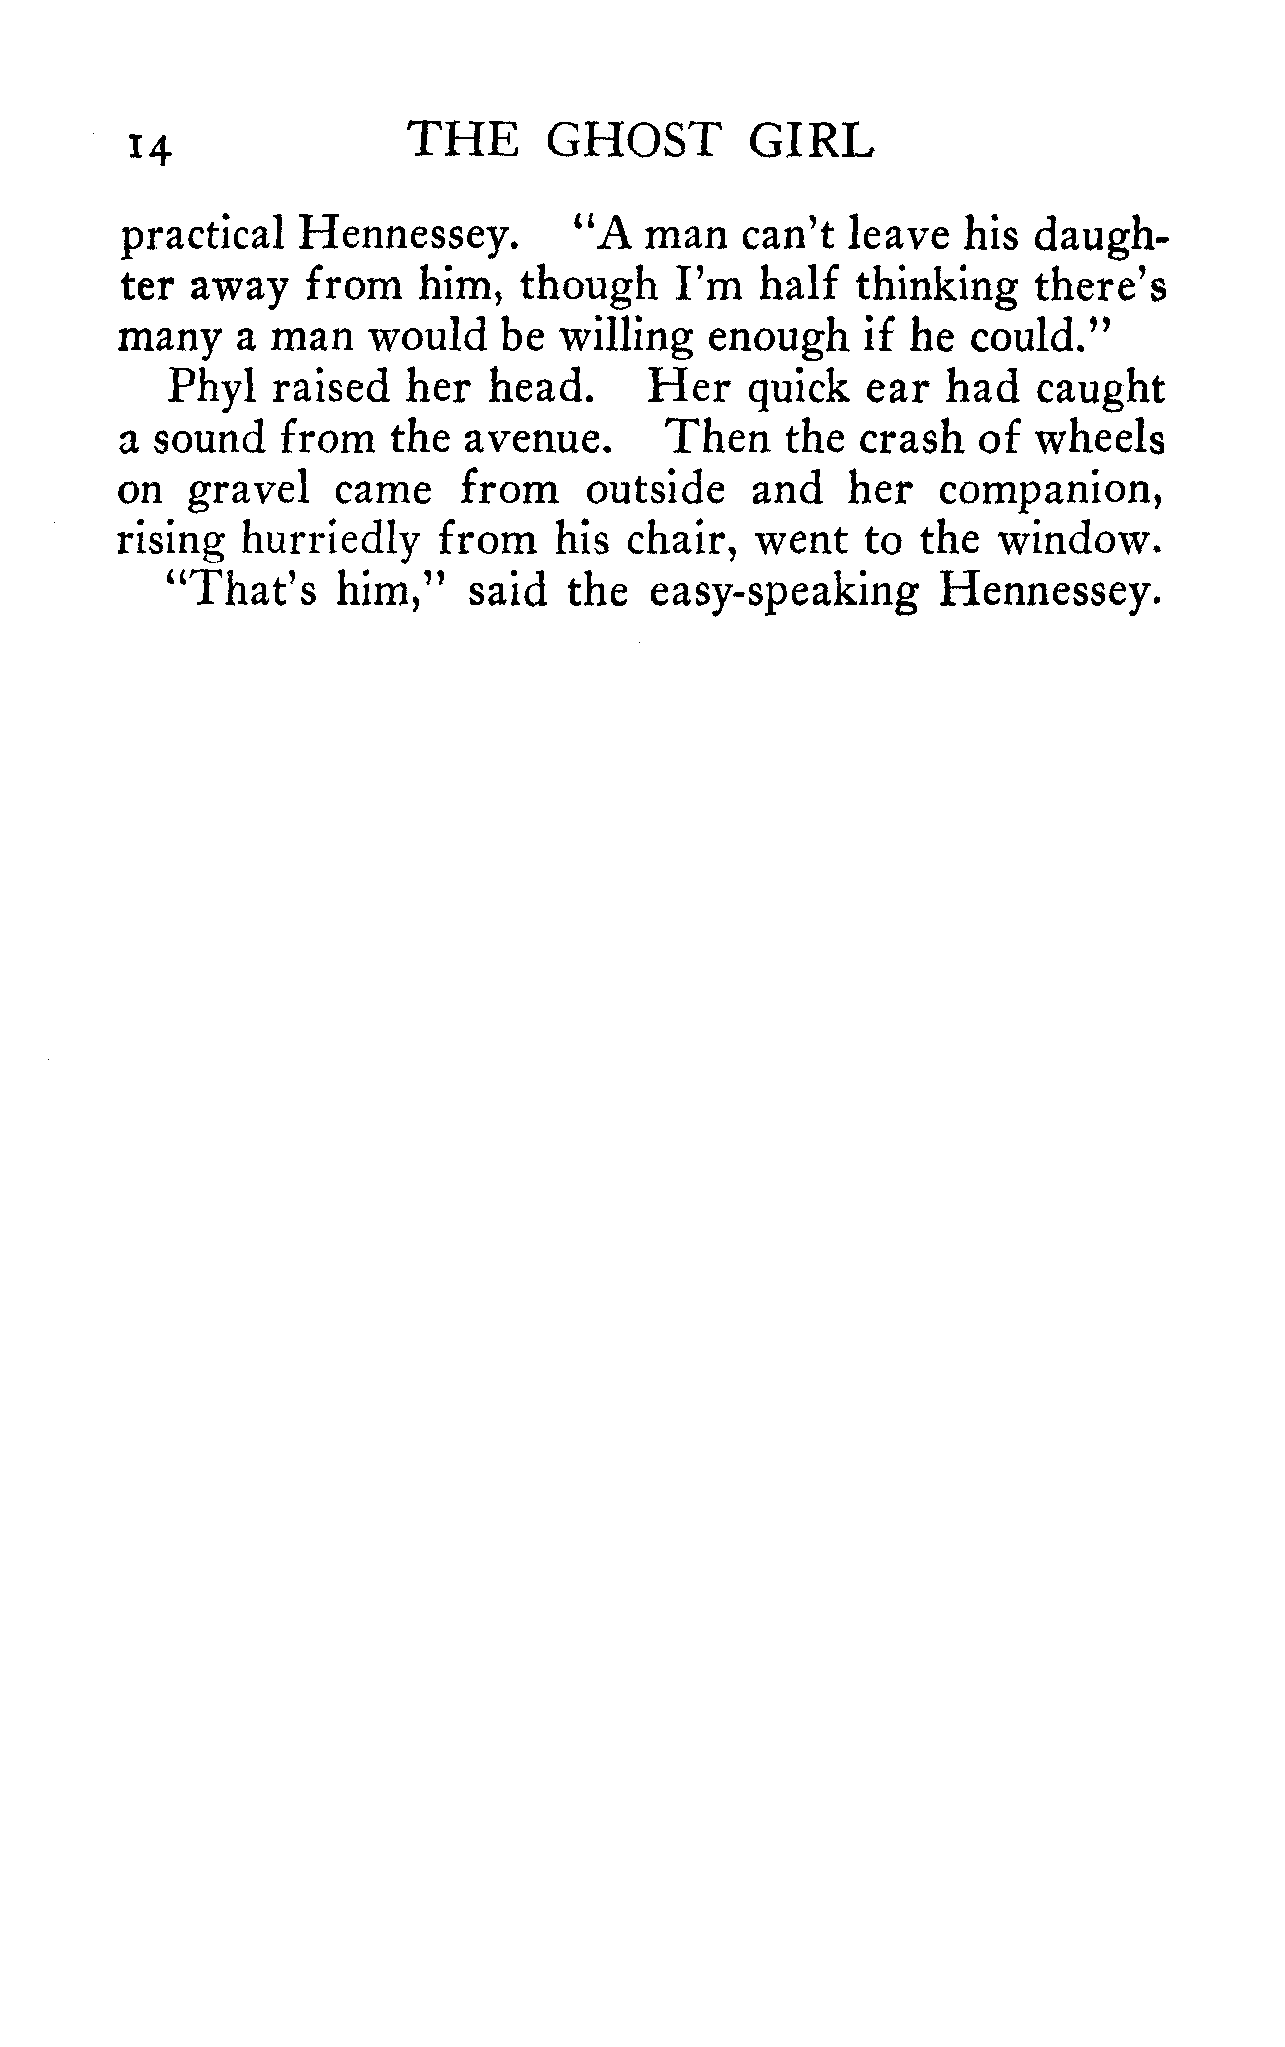 14 THE GHOST GIRL
practical Hennessey. "A man can't leave his daugh-
ter away from him, though I'm half thinking there's
many a man would be willing enough if he could."
Phyl raised her head. Her quick ear had caught
a sound from the avenue. Then the crash of wheels
on gravel came from outside and her companion,
rising hurriedly from his chair, went to the window.
"That's him," said the easy-speaking Hennessey.